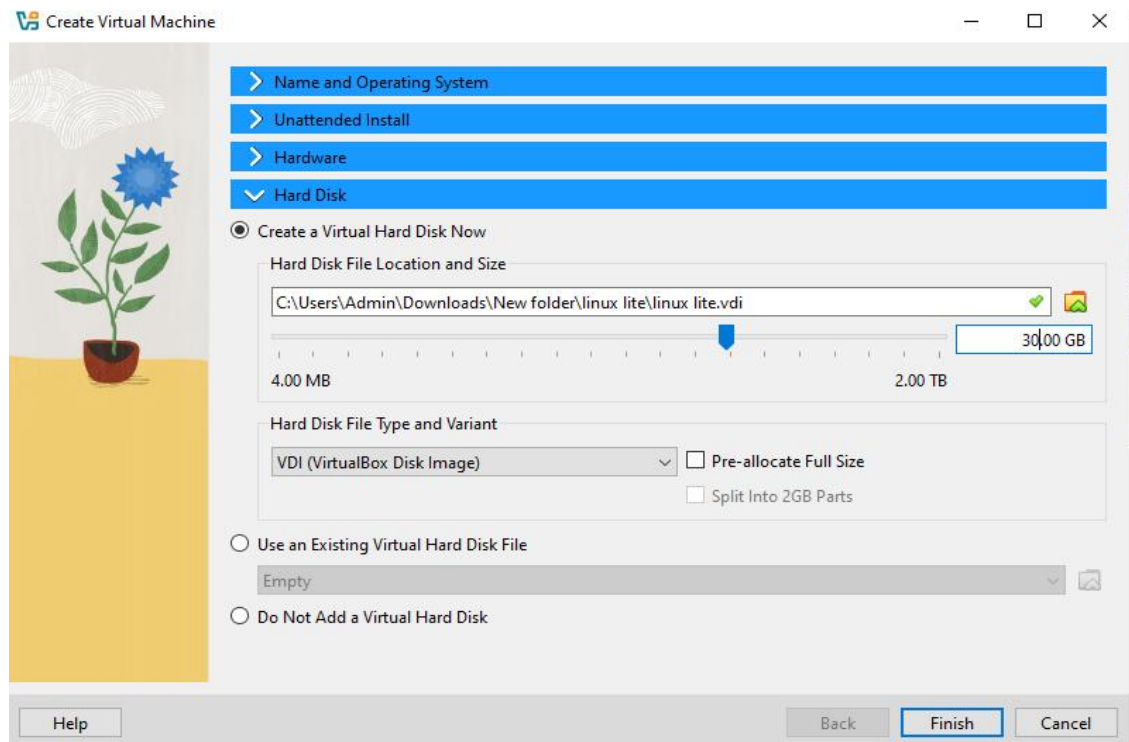 Create Virtual Machine
Name and Operating System
Unattended Install
Hardware
Hard Disk
Create a Virtual Hard Disk Now
Hard Disk File Location and Size
C:\Users\Admin\Downloads\New folder\linux lite\linux lite.vdi
30.00 GB
4.00 MB 2.00 TB
Hard Disk File Type and Variant
VDI (VirtualBox Disk Image) Pre-allocate Full Size
Split Into 2GB Parts
Use an Existing Virtual Hard Disk File
Empty
Do Not Add a Virtual Hard Disk
Help Back Finish Cancel